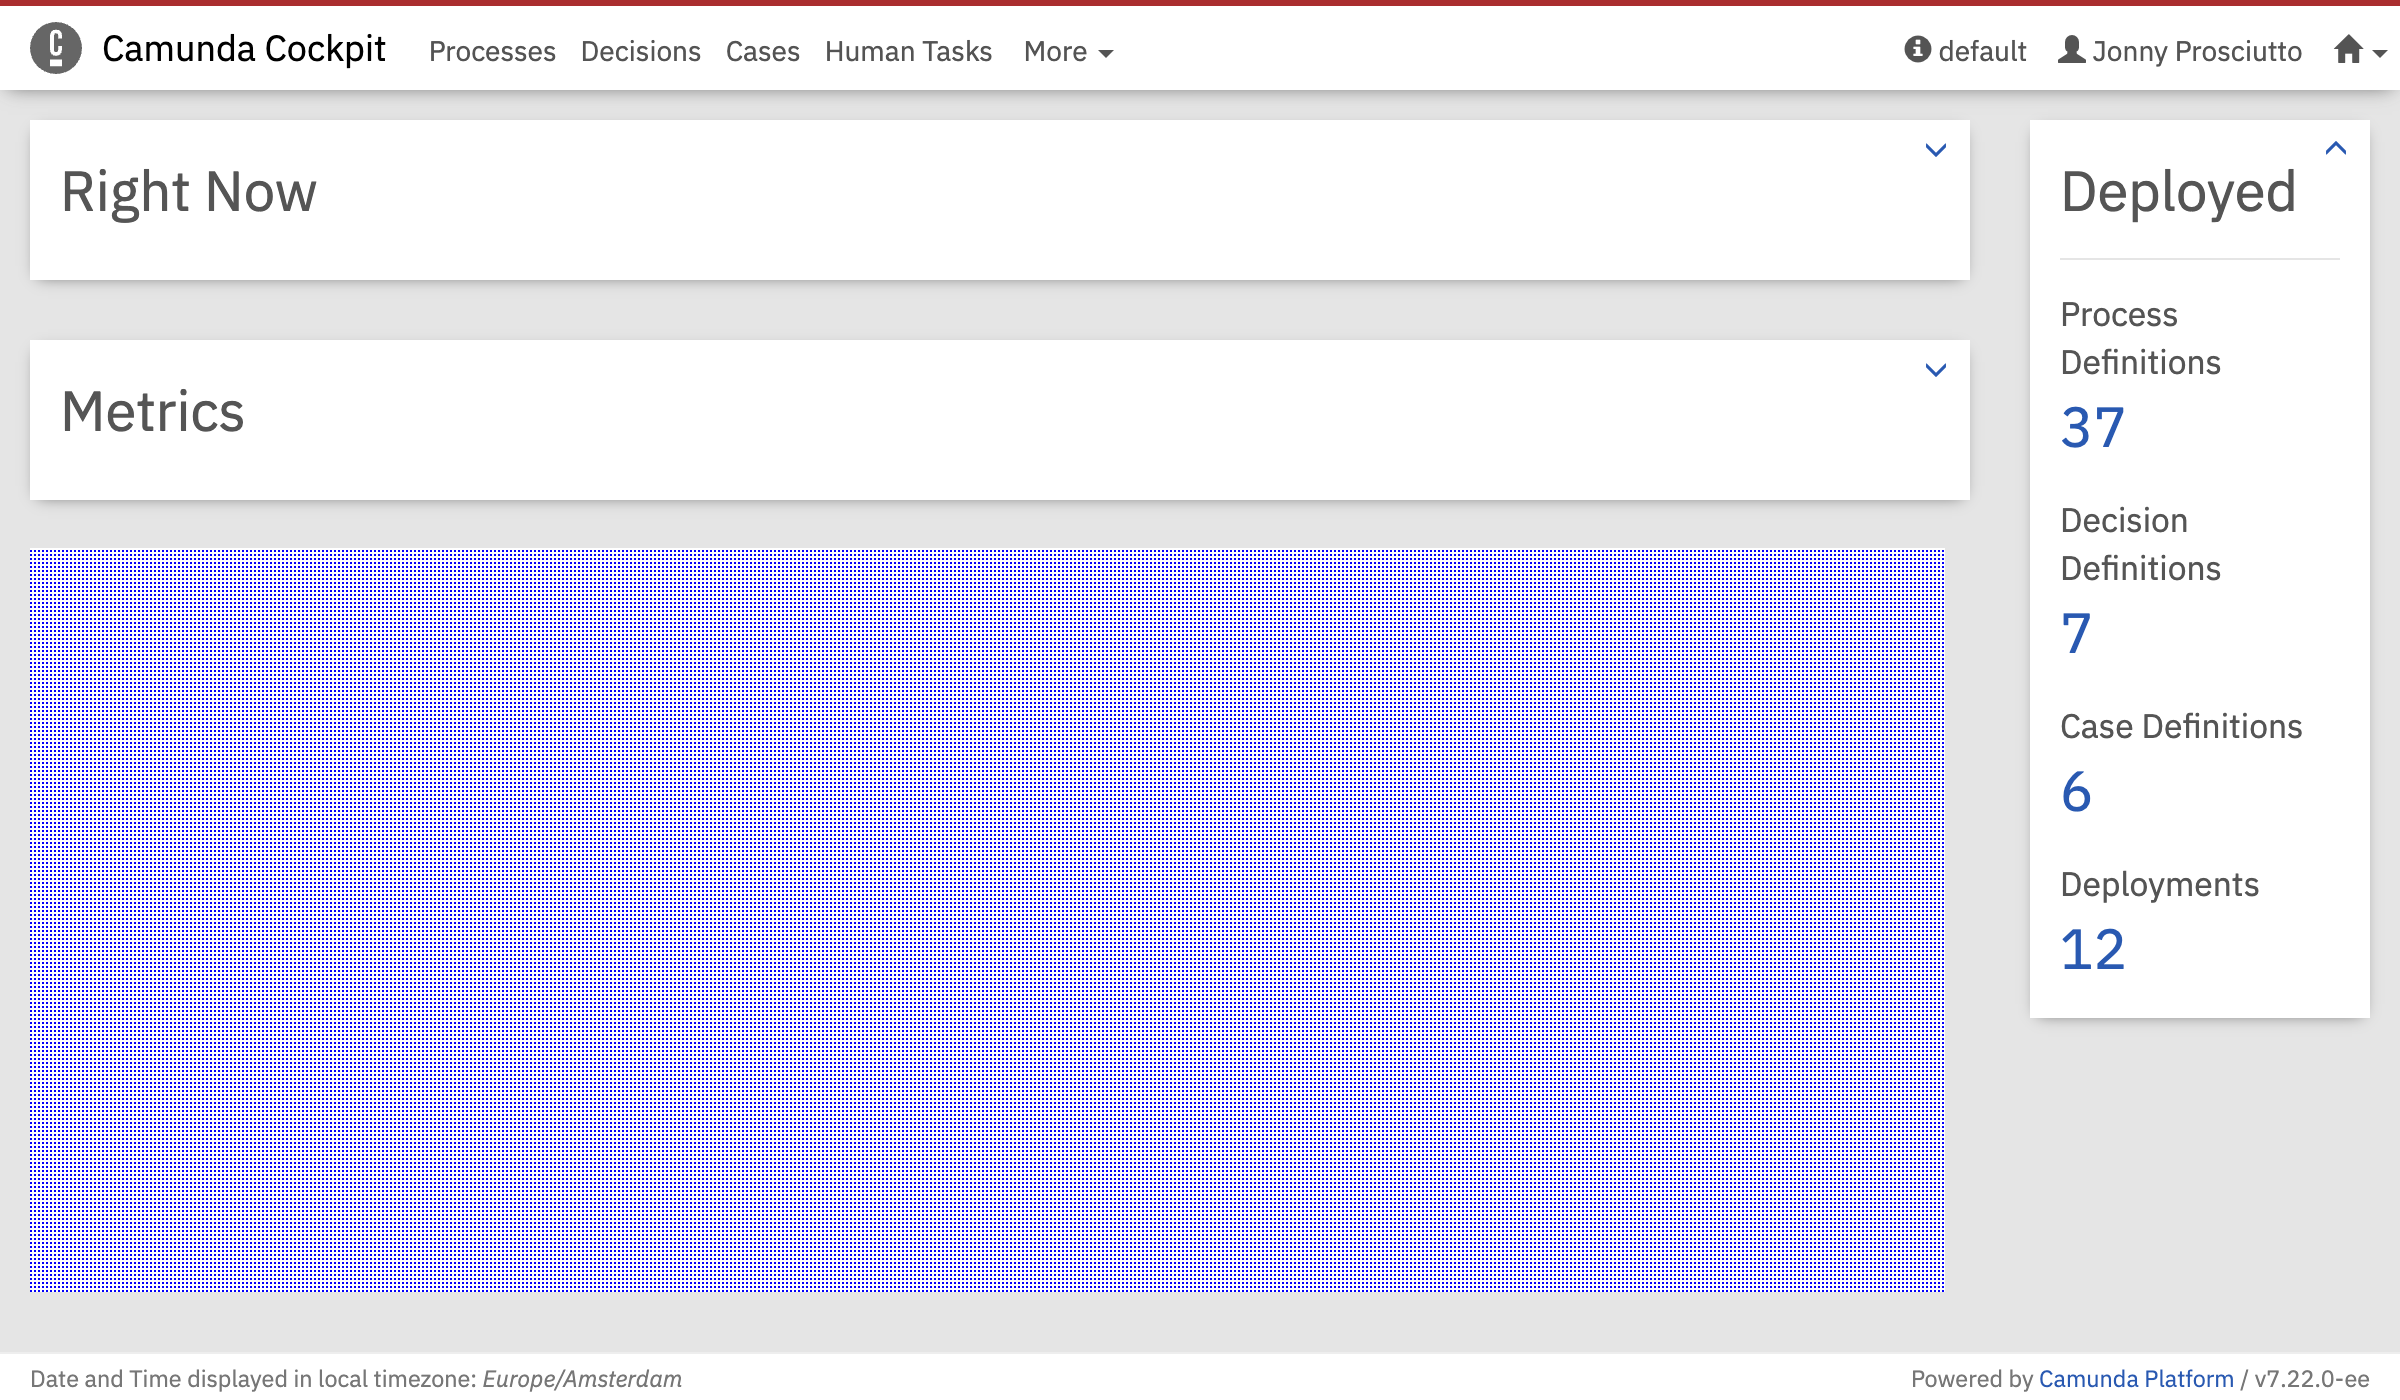 Camunda Cockpit Processes Decisions Cases Human Tasks More default Jonny Prosciutto
Right Now
Metrics
Deployed
Process
Definitions
37
Decision
Definitions
7
Case Definitions
6
Deployments
12
Date and Time displayed in local timezone: Europe/Amsterdam
Powered by Camunda Platform / v7.22.0-ee